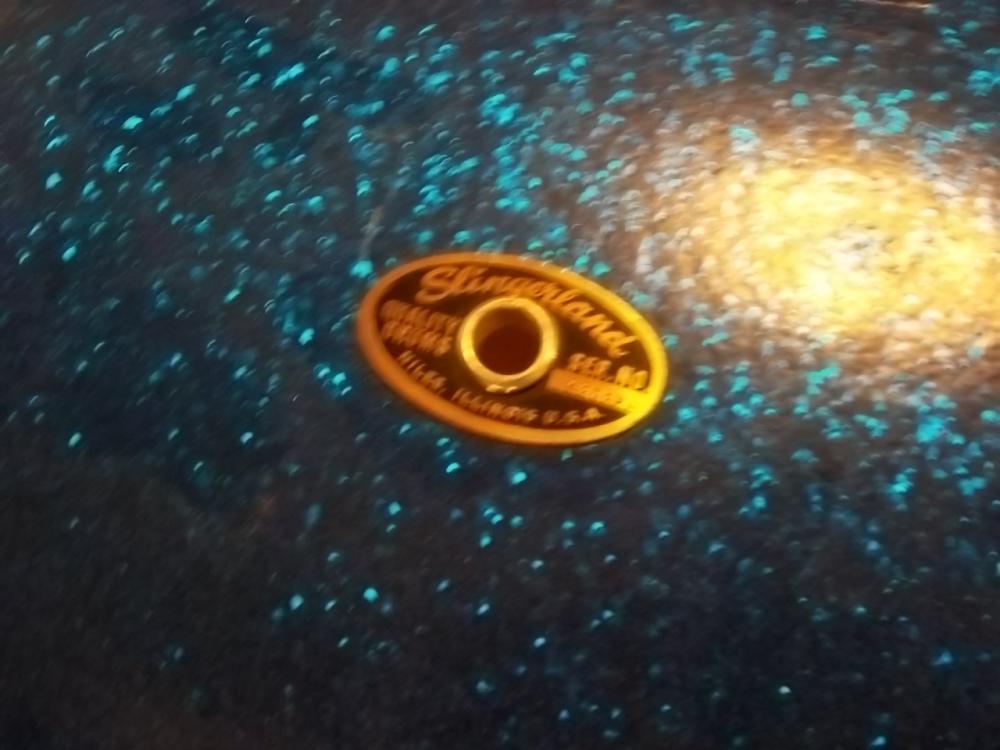 Slingerland
QUALITY
DRUMS
SER. NO
NILES, ILLINOIS U.S.A.